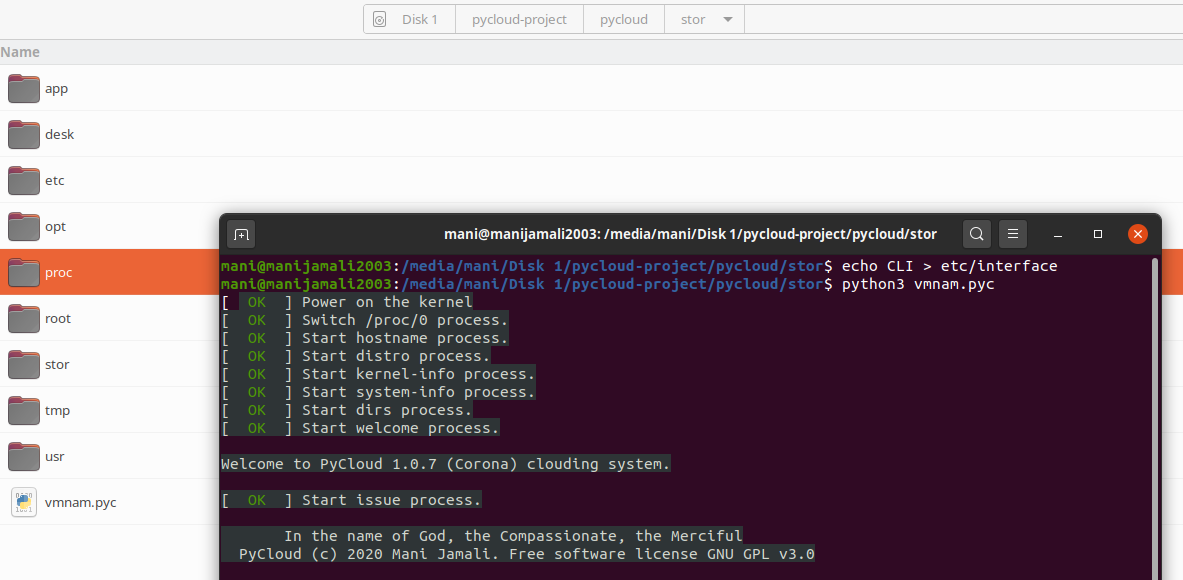 Disk 1 pycloud-project pycloud stor
Name
app
desk
etc
opt
proc
root
stor
tmp
usr
vmnam.pyc
mani@manijamali2003: /media/mani/Disk 1/pycloud-project/pycloud/stor
mani@manijamali2003:/media/mani/Disk 1/pycloud-project/pycloud/stor$ echo CLI > etc/interface
mani@manijamali2003:/media/mani/Disk 1/pycloud-project/pycloud/stor$ python3 vmnam.pyc
[ OK ] Power on the kernel
[ OK ] Switch /proc/0 process.
[ OK ] Start hostname process.
[ OK ] Start distro process.
[ OK ] Start kernel-info process.
[ OK ] Start system-info process.
[ OK ] Start dirs process.
[ OK ] Start welcome process.
Welcome to PyCloud 1.0.7 (Corona) clouding system.
[ OK ] Start issue process.
In the name of God, the Compassionate, the Merciful
PyCloud (c) 2020 Mani Jamali. Free software license GNU GPL v3.0